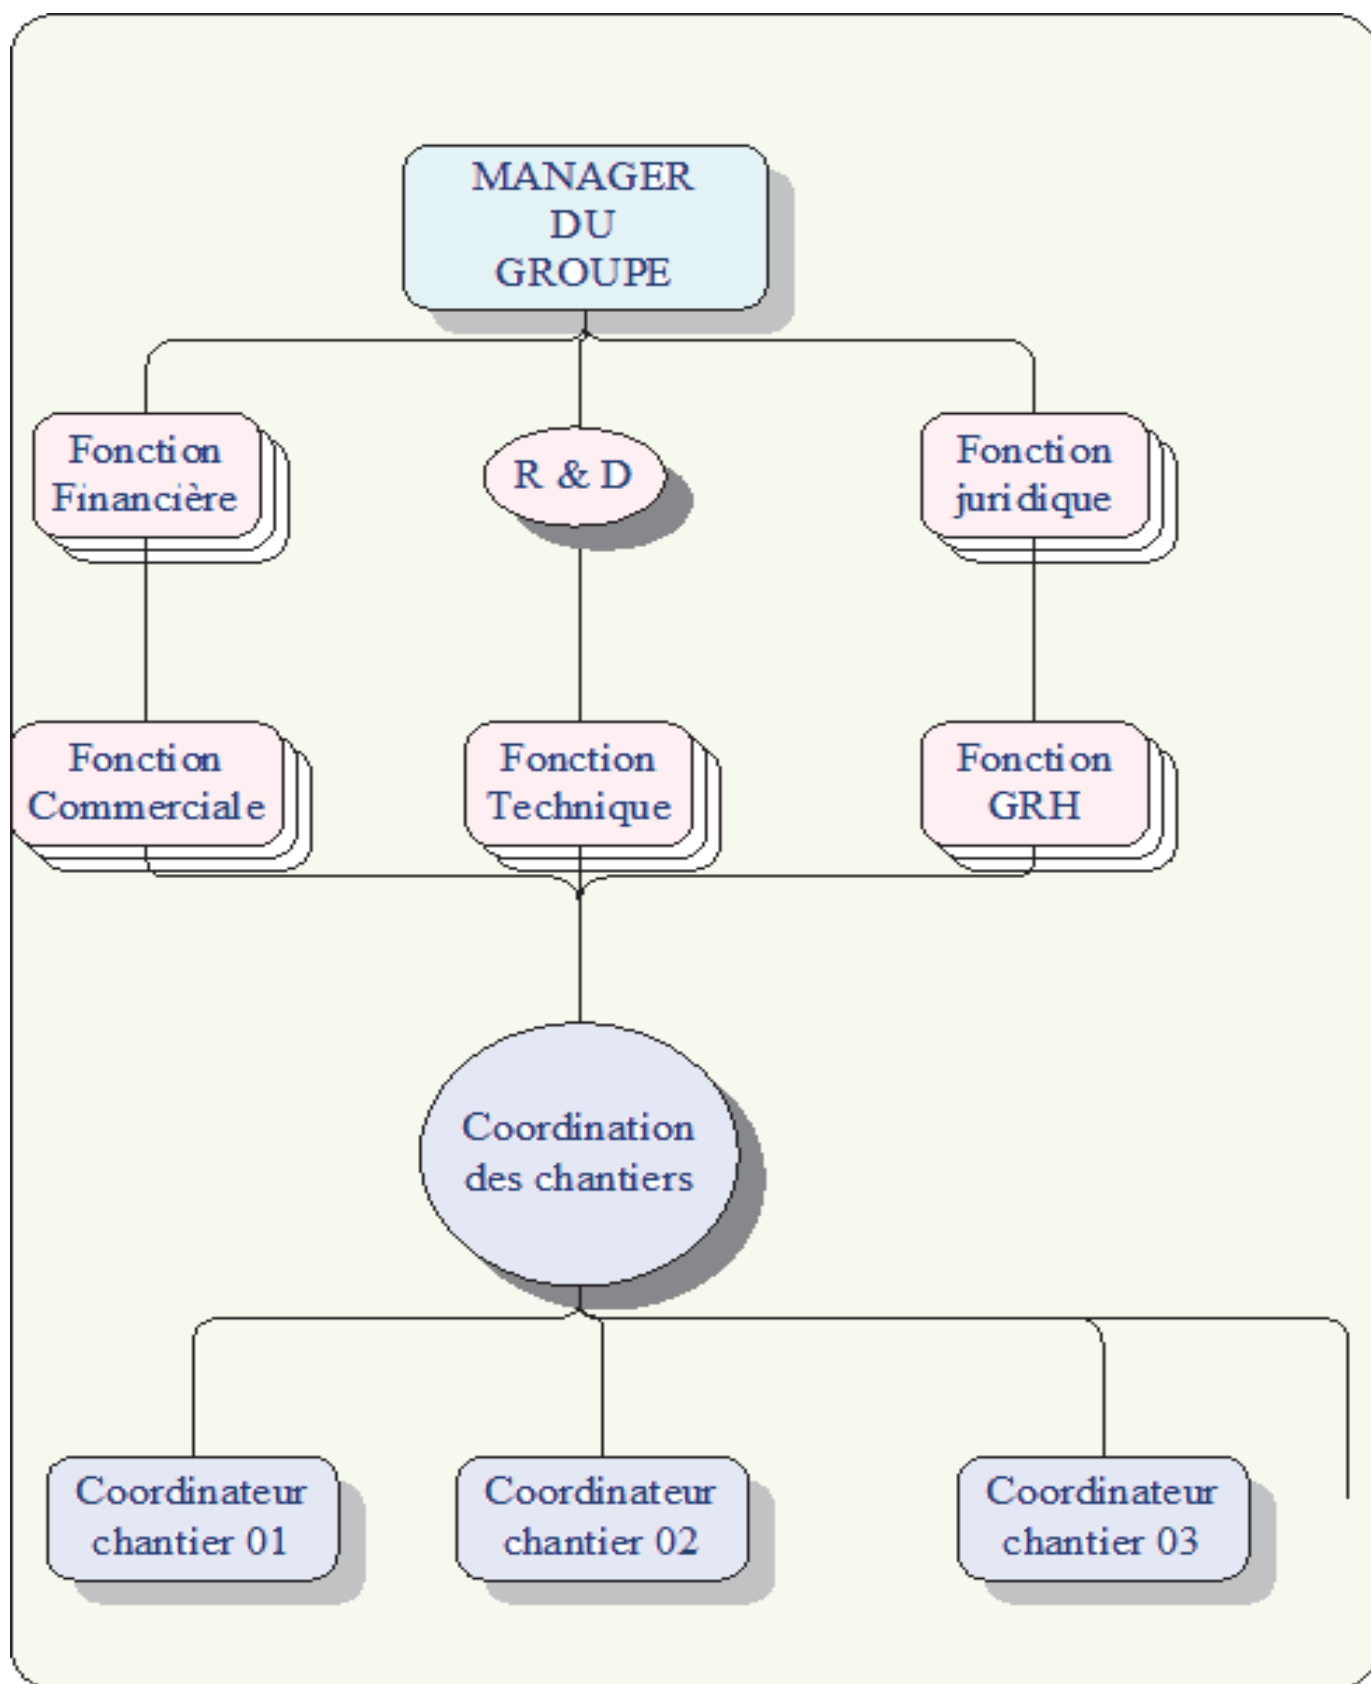 MANAGER
DU
GROUPE
Fonction
Financière
R & D
Fonction
juridique
Fonction
Commerciale
Fonction
Technique
Fonction
GRH
Coordination
des chantiers
Coordinateur
chantier 01
Coordinateur
chantier 02
Coordinateur
chantier 03